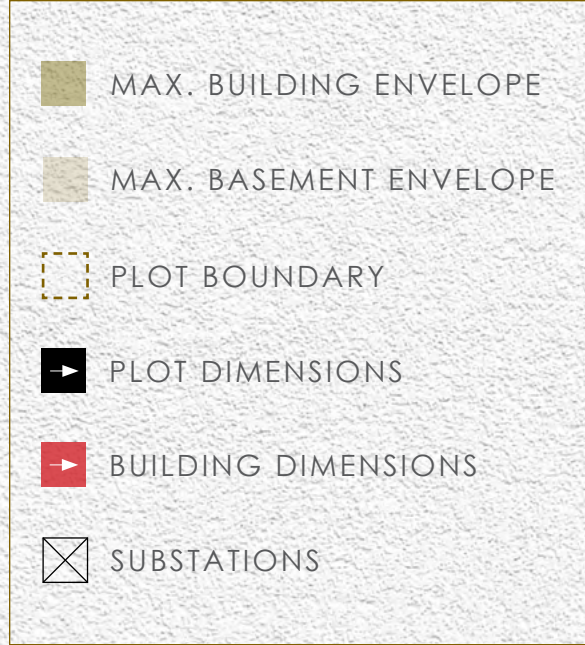 MAX. BUILDING ENVELOPE
MAX. BASEMENT ENVELOPE
PLOT BOUNDARY
PLOT DIMENSIONS
BUILDING DIMENSIONS
SUBSTATIONS